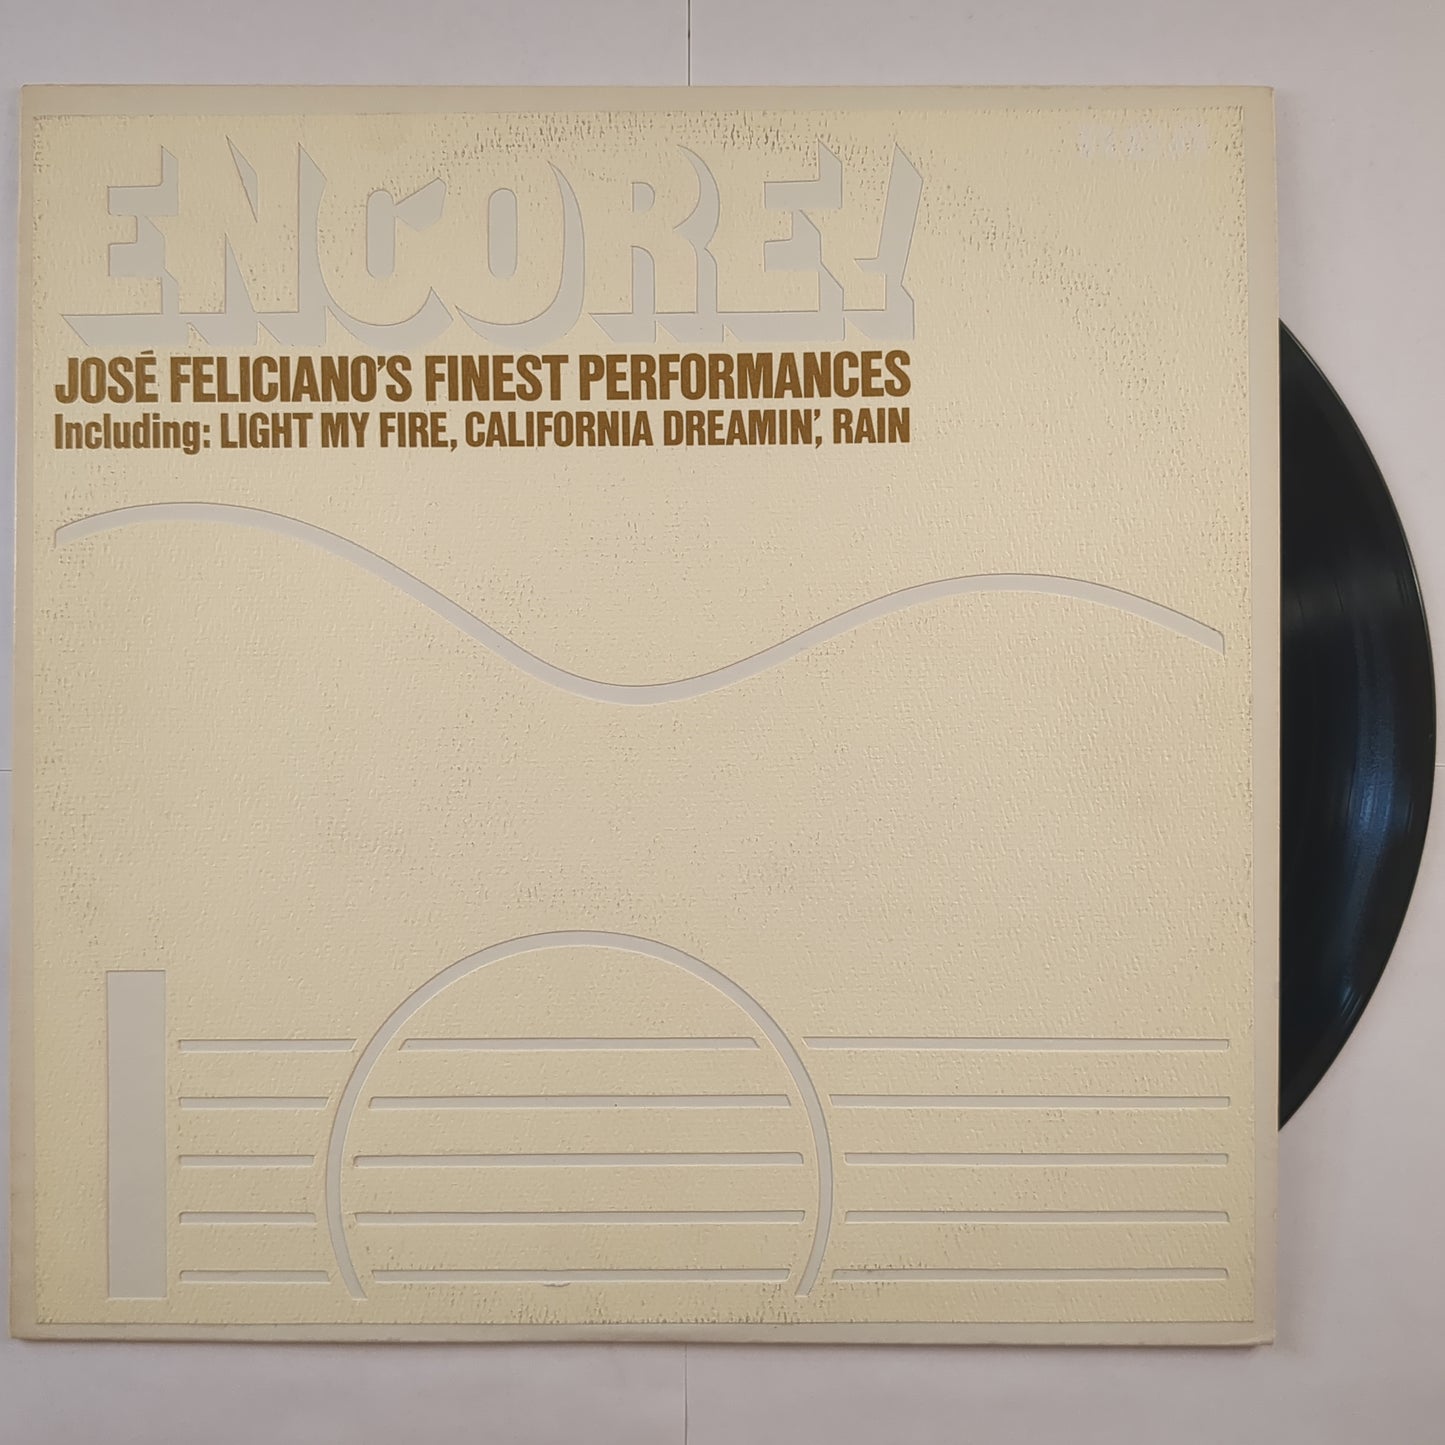 ENCORE!
JOSÉ FELICIANO'S FINEST PERFORMANCES
Including: LIGHT MY FIRE, CALIFORNIA DREAMIN', RAIN